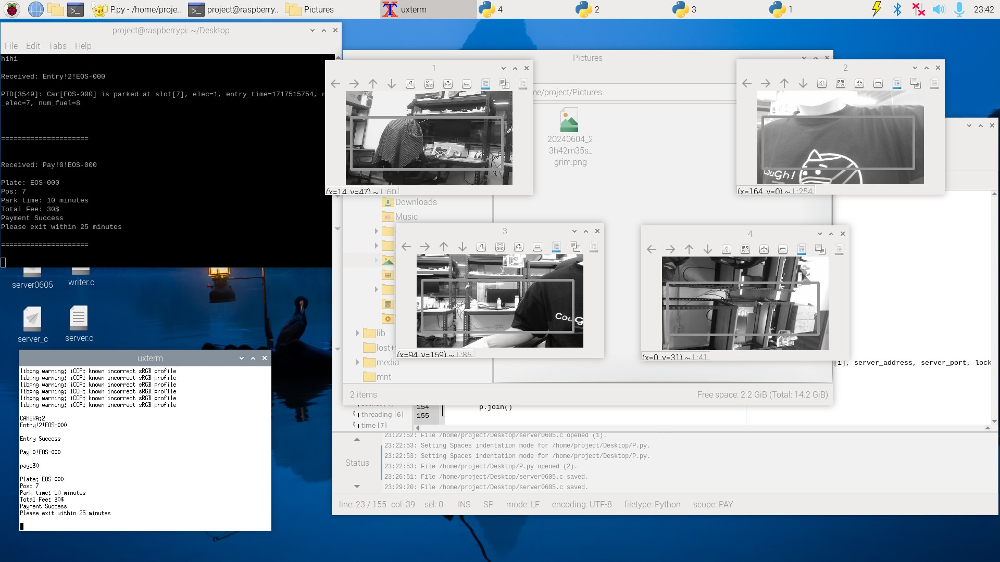 P.py - /home/proje..
project@raspberry..
Pictures
uxterm
4
2
3
1
23:42
project@raspberrypi: ~/Desktop
File Edit Tabs Help
hihi
Received: Entry!2!EOS-000
PID[3549]: Car[EOS-000] is parked at slot[7], elec=1, entry_time=1717515754, n
_elec=7, num_fuel=8
=====================
Received: Pay!0!EOS-000
Plate: EOS-000
Pos: 7
Park time: 10 minutes
Total Fee: 30$
Payment Success
Please exit within 25 minutes
=====================
server0605
writer.c
server_c
server.c
uxterm
libpng warning: iCCP: known incorrect sRGB profile
libpng warning: iCCP: known incorrect sRGB profile
libpng warning: iCCP: known incorrect sRGB profile
libpng warning: iCCP: known incorrect sRGB profile
libpng warning: iCCP: known incorrect sRGB profile
libpng warning: iCCP: known incorrect sRGB profile
CAMERA:2
Entry!2!EOS-000
Entry Success
Pay!0!EOS-000
pay:30
Plate: EOS-000
Pos: 7
Park time: 10 minutes
Total Fee: 30$
Payment Success
Please exit within 25 minutes
Pictures
me/project/Pictures
20240604_2
3h42m35s_
grim.png
Downloads
Music
lib
lost+
media
mnt
2 items
Free space: 2.2 GiB (Total: 14.2 GiB)
1
(x=14, y=47) ~ L:60
2
ouGh!
(x=164, y=0) ~ L:254
3
CouG
(x=94, y=159) ~ L:85
4
(x=0, y=31) ~ L:41
[i], server_address, server_port, lock
threading [6]
time [7]
154 p.join()
155
Status
23:22:52: File /home/project/Desktop/server0605.c opened (1).
23:22:53: Setting Spaces indentation mode for /home/project/Desktop/P.py.
23:22:53: Setting Spaces indentation mode for /home/project/Desktop/P.py.
23:22:53: File /home/project/Desktop/P.py opened (2).
23:26:51: File /home/project/Desktop/server0605.c saved.
23:29:20: File /home/project/Desktop/server0605.c saved.
line: 23 / 155 col: 39 sel: 0 INS SP mode: LF encoding: UTF-8 filetype: Python scope: PAY